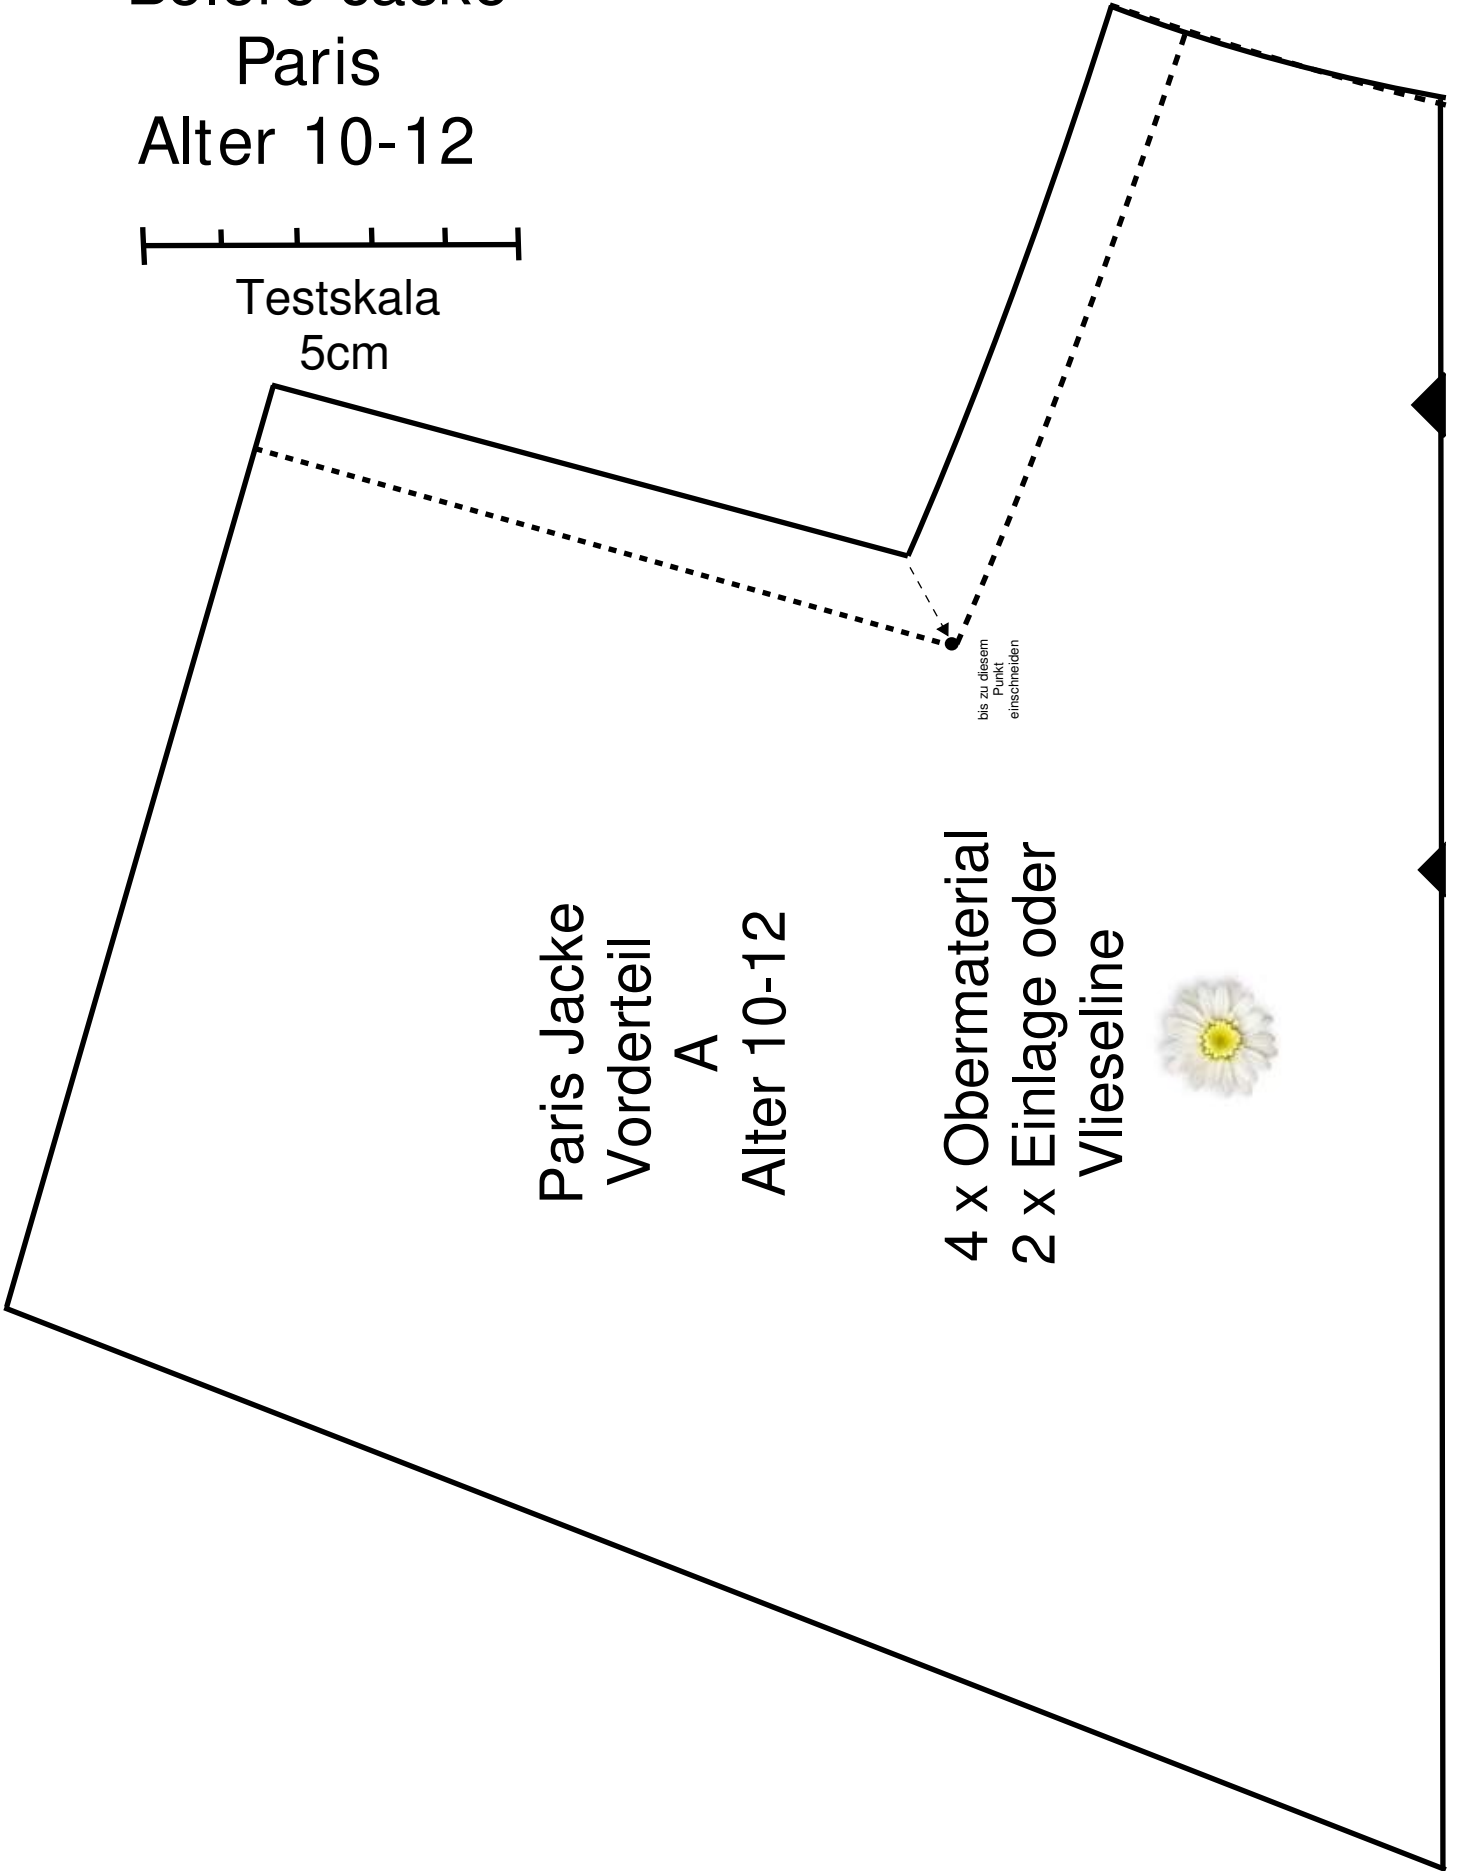 Paris
Alter 10-12
Testskala
5cm
bis zu diesem
Punkt
einschneiden
Paris Jacke
Vorderteil
A
Alter 10-12
4 x Obermaterial
2 x Einlage oder
Vlieseline